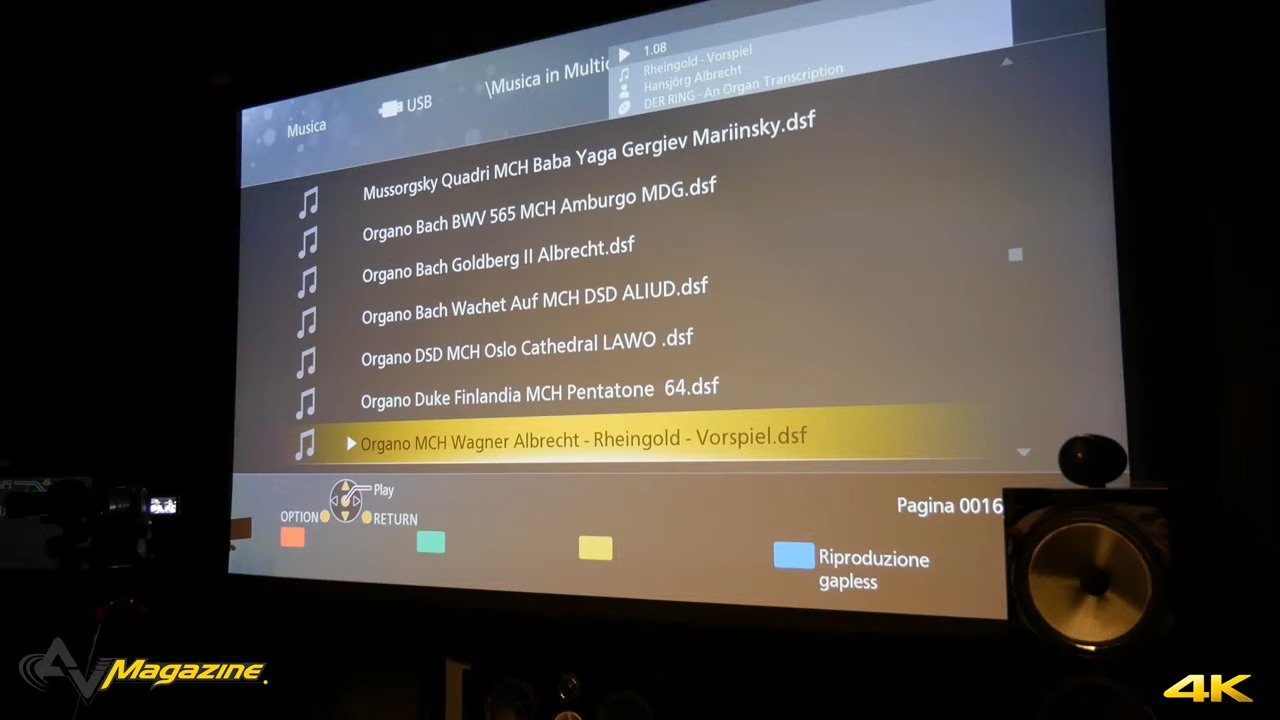 Musica
USB
\Musica in Multic
1.08
Rheingold - Vorspiel
Hansjörg Albrecht
DER RING - An Organ Transcription
Mussorgsky Quadri MCH Baba Yaga Gergiev Mariinsky.dsf
Organo Bach BWV 565 MCH Amburgo MDG.dsf
Organo Bach Goldberg II Albrecht.dsf
Organo Bach Wachet Auf MCH DSD ALIUD.dsf
Organo DSD MCH Oslo Cathedral LAWO .dsf
Organo Duke Finlandia MCH Pentatone  64.dsf
Organo MCH Wagner Albrecht - Rheingold - Vorspiel.dsf
Play
OPTION
RETURN
Pagina 0016
Riproduzione
gapless
AV Magazine.
4K